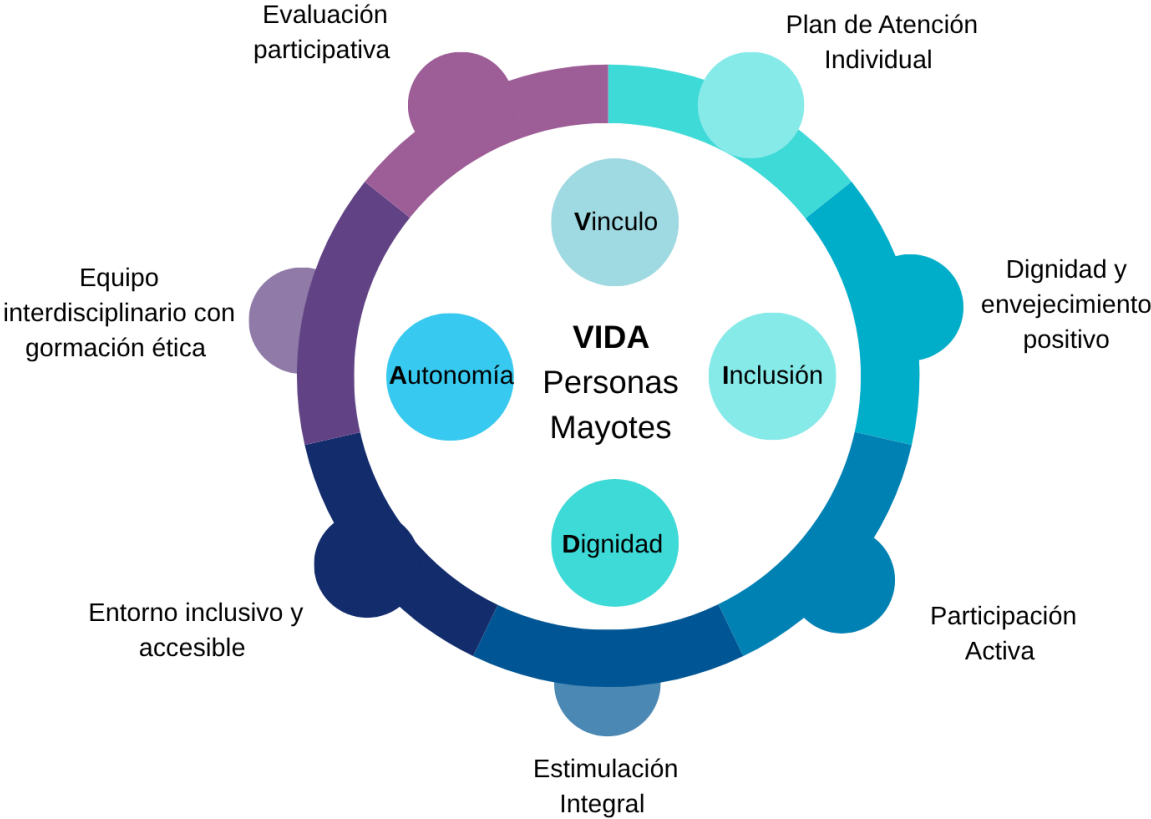 Evaluación
participativa
Plan de Atención
Individual
Vinculo
Equipo
interdisciplinario con
gormación ética
Dignidad y
envejecimiento
positivo
VIDA
Personas
Mayotes
Autonomía
Inclusión
Dignidad
Entorno inclusivo y
accesible
Participación
Activa
Estimulación
Integral